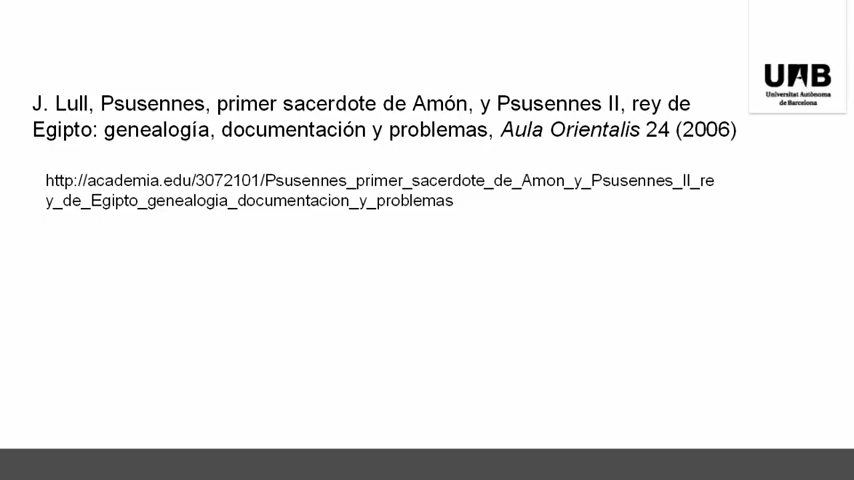 UAB
Universitat Autònoma
de Barcelona
J. Lull, Psusennes, primer sacerdote de Amón, y Psusennes II, rey de
Egipto: genealogía, documentación y problemas, Aula Orientalis 24 (2006)
http://academia.edu/3072101/Psusennes_primer_sacerdote_de_Amon_y_Psusennes_II_re
y_de_Egipto_genealogia_documentacion_y_problemas